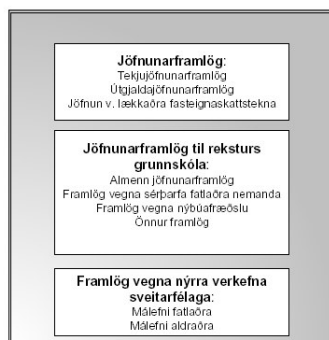 Jöfnunarframlög:
Tekjujöfnunarframlög
Útgjaldajöfnunarframlög
Jöfnun v. lækkaðra fasteignaskattstekna
Jöfnunarframlög til reksturs
grunnskóla:
Almenn jöfnunarframlög
Framlög vegna sérþarfa fatlaðra nemanda
Framlög vegna nýbúafræðslu
Önnur framlög
Framlög vegna nýrra verkefna
sveitarfélaga:
Málefni fatlaðra
Málefni aldraðra